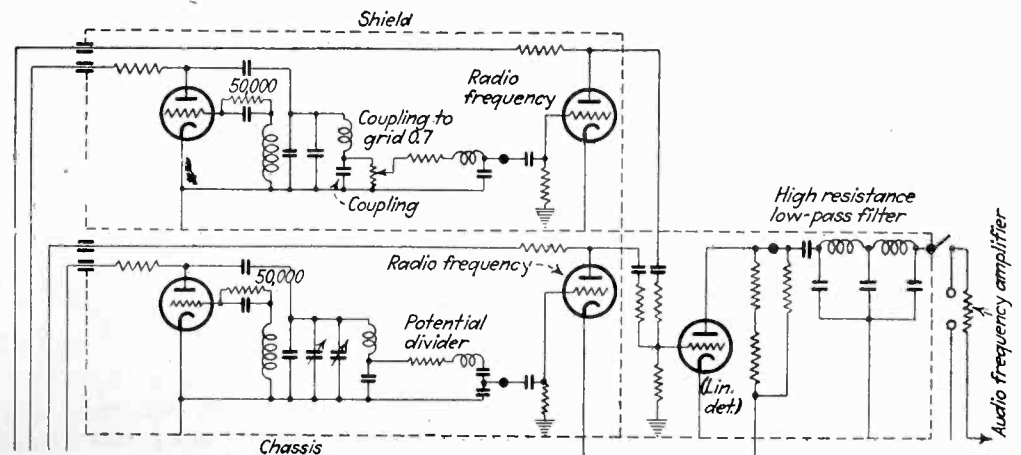 Shield
50,000
Coupling to
grid 0.7
Coupling
Radio
frequency
High resistance
low-pass filter
Radio frequency
50,000
Potential
divider
(Lin.
det.)
Audio frequency amplifier
Chassis